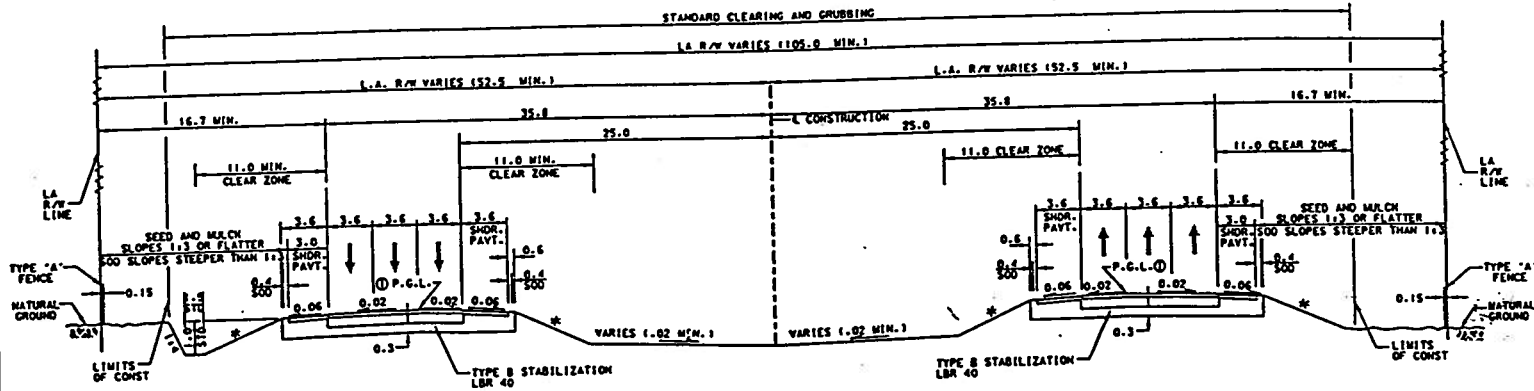 STANDARD CLEARING AND GRUBBING
LA R/W VARIES (105.0 MIN.)
L.A. R/W VARIES (52.5 MIN.)
L.A. R/W VARIES (52.5 MIN.)
16.7 MIN.
35.8
35.8
16.7 MIN.
℄ CONSTRUCTION
25.0
25.0
11.0 MIN.
CLEAR ZONE
11.0 MIN.
CLEAR ZONE
11.0 CLEAR ZONE
11.0 CLEAR ZONE
LA
R/W
LINE
LA
R/W
LINE
3.6
3.6
3.6
3.6
3.6
3.6
3.6
3.6
3.6
3.6
SEED AND MULCH
SLOPES 1:3 OR FLATTER
SOD SLOPES STEEPER THAN 1:3
3.0
SHDR.
PAVT.
SHDR.
PAVT.
0.6
0.4
SOD
0.4
SOD
① P.G.L.
SHDR.
PAVT.
3.0
SHDR.
PAVT.
SEED AND MULCH
SLOPES 1:3 OR FLATTER
SOD SLOPES STEEPER THAN 1:3
0.6
0.4
SOD
0.4
SOD
P.G.L. ①
TYPE "A"
FENCE
0.15
NATURAL
GROUND
TYPE "A"
FENCE
0.15
NATURAL
GROUND
0.06
0.02
0.02
0.06
0.06
0.02
0.02
0.06
1:4
*
*
*
*
VARIES (.02 MIN.)
VARIES (.02 MIN.)
0.3
0.3
LIMITS
OF CONST
TYPE B STABILIZATION
LBR 40
TYPE B STABILIZATION
LBR 40
LIMITS
OF CONST